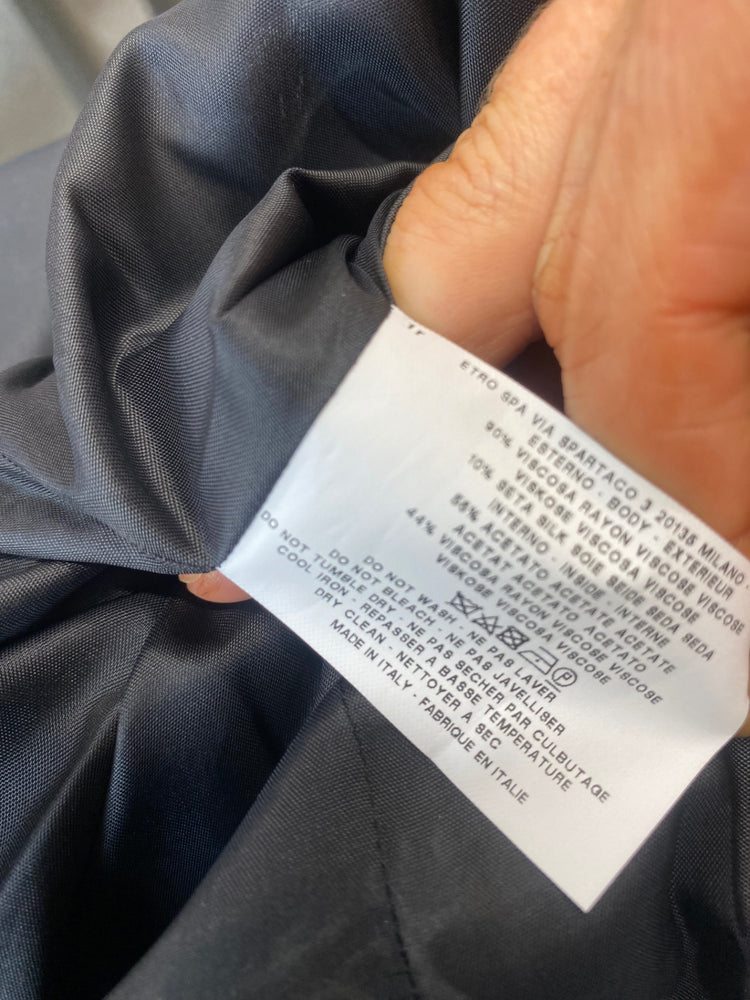 IT
ETRO SPA VIA SPARTACO 3 20135 MILANO
ESTERNO - BODY - EXTERIEUR
90% VISCOSA RAYON VISCOSE VISCOSE
VISKOSE VISCOSA VISCOSE
10% SETA SILK SOIE SEIDE SEDA SEDA
INTERNO - INSIDE - INTERNE
56% ACETATO ACETATE ACETATE
ACETAT ACETATO ACETATO
44% VISCOSA RAYON VISCOSE VISCOSE
VISKOSE VISCOSA VISCOSE
P
DO NOT WASH - NE PAS LAVER
DO NOT BLEACH - NE PAS JAVELLISER
DO NOT TUMBLE DRY - NE PAS SECHER PAR CULBUTAGE
COOL IRON - REPASSER A BASSE TEMPERATURE
DRY CLEAN - NETTOYER A SEC
MADE IN ITALY - FABRIQUE EN ITALIE